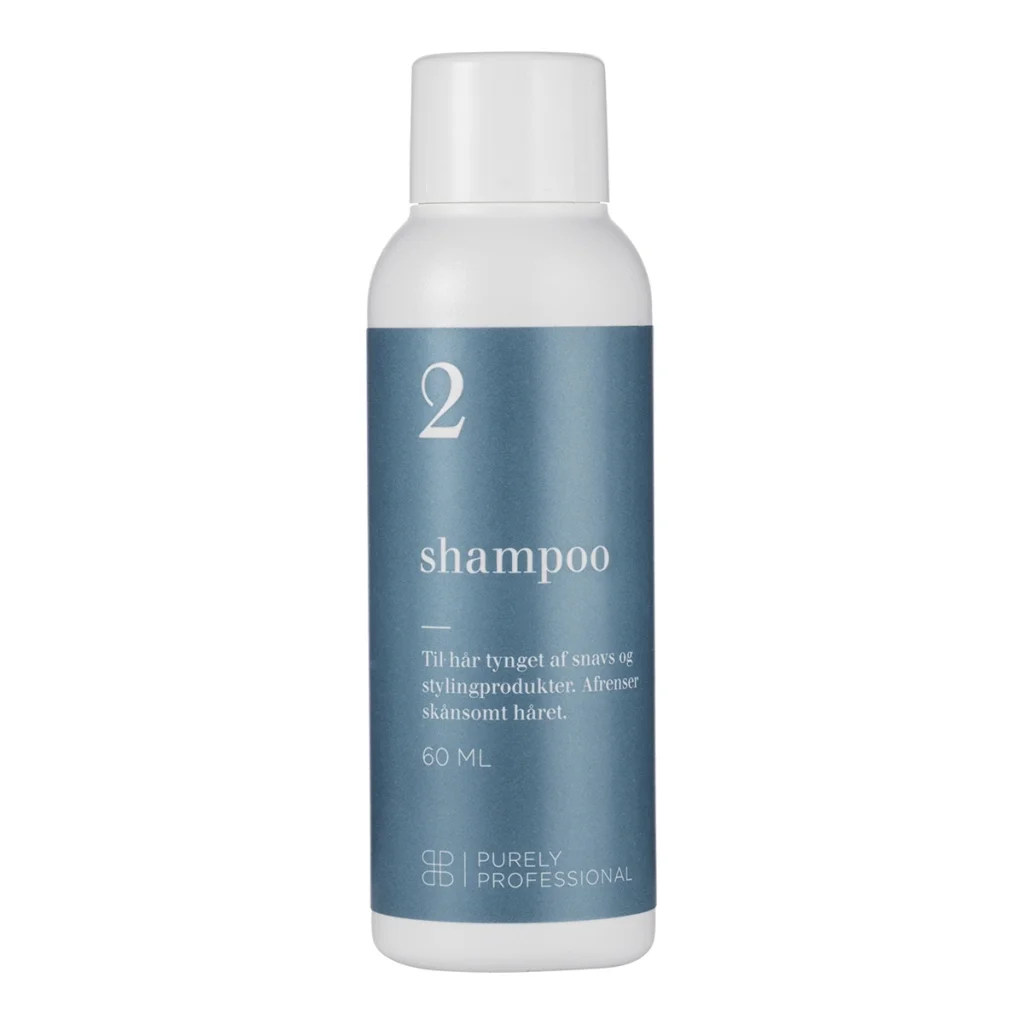 2
shampoo
Til hår tynget af snavs og
stylingprodukter. Afrenser
skånsomt håret.
60 ML
PURELY
PROFESSIONAL